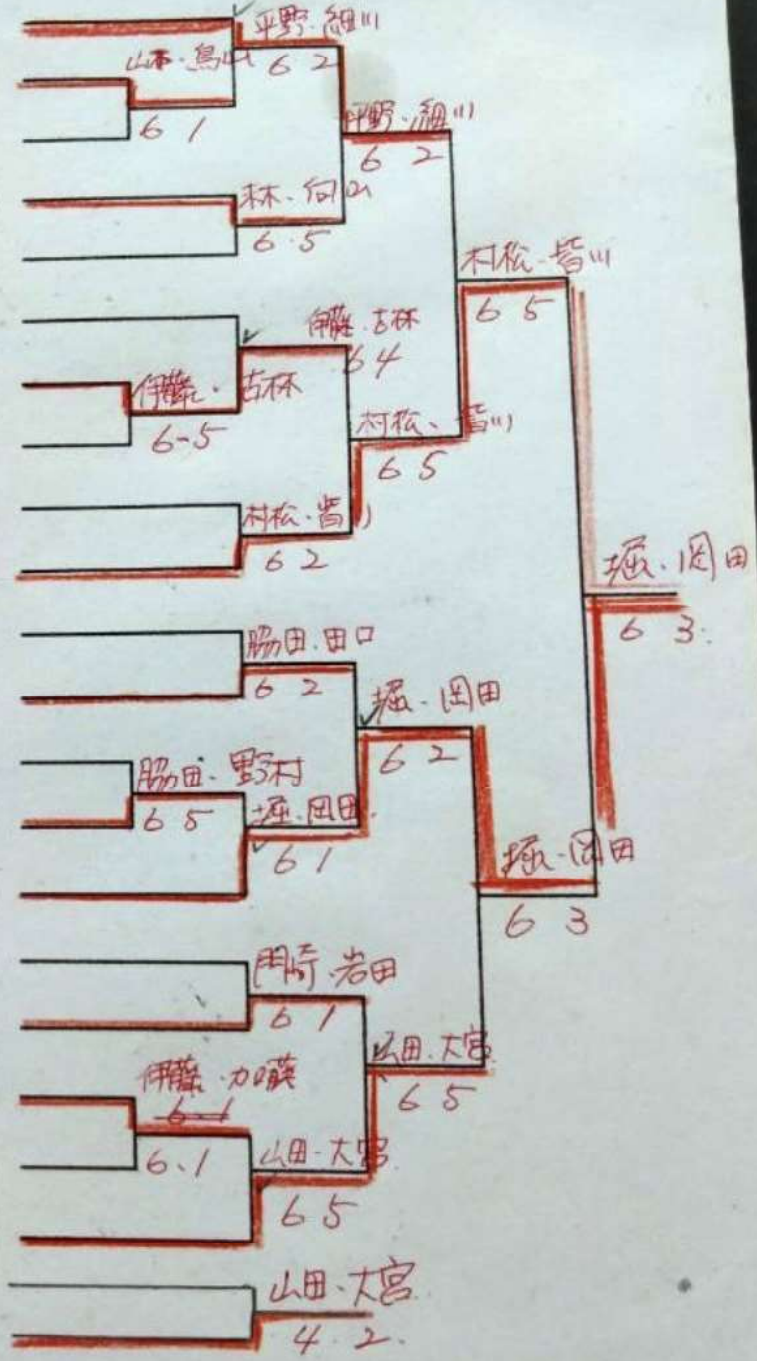 平野・細川
6 2
山本・鳥山
6 1
平野・細川
6 2
林・向山
6・5
村松・皆川
6 5
伊藤・古林
6 4
伊藤・古林
6-5
村松・皆川
6 5
村松・皆川
6 2
堀・岡田
6 3
脇田・田口
6 2
堀・岡田
6 2
脇田・野村
6 5
堀・岡田
6 1
堀・岡田
6 3
門崎・岩田
6 1
山田・大宮
6 5
伊藤・加藤
6-1
6.1
山田・大宮
6 5
山田・大宮
4.2.